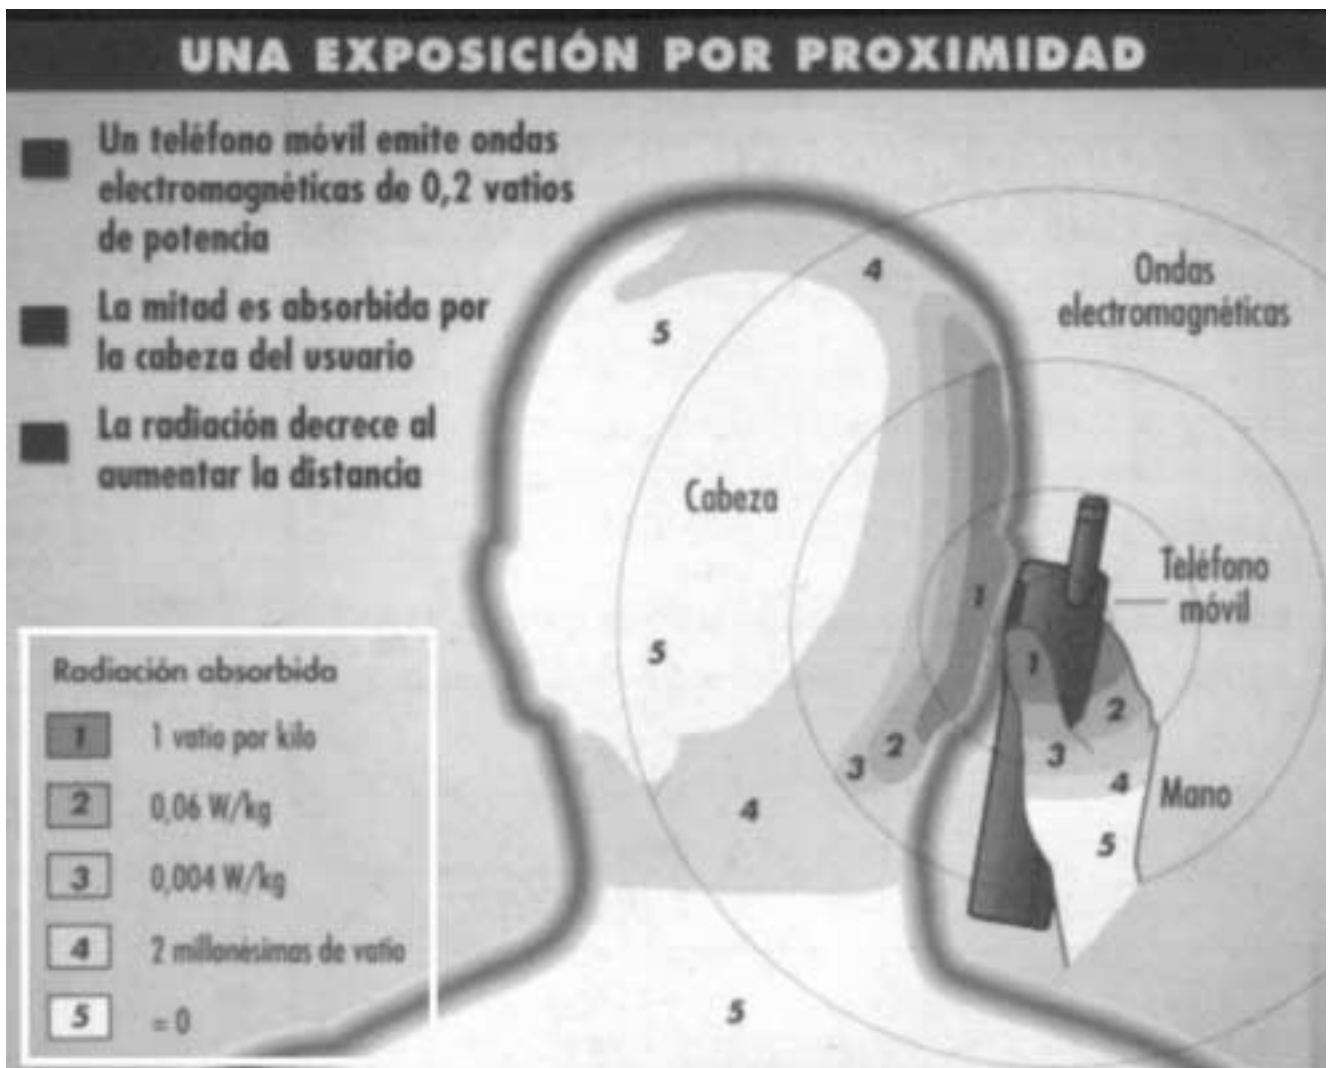 UNA EXPOSICIÓN POR PROXIMIDAD
Un teléfono móvil emite ondas
electromagnéticas de 0,2 vatios
de potencia
La mitad es absorbida por
la cabeza del usuario
La radiación decrece al
aumentar la distancia
Ondas
electromagnéticas
4
5
Cabeza
Teléfono
móvil
1
5
1
2
3
2
3
4
4
Mano
5
5
Radiación absorbida
1 1 vatio por kilo
2 0,06 W/kg
3 0,004 W/kg
4 2 millonésimas de vatio
5 = 0